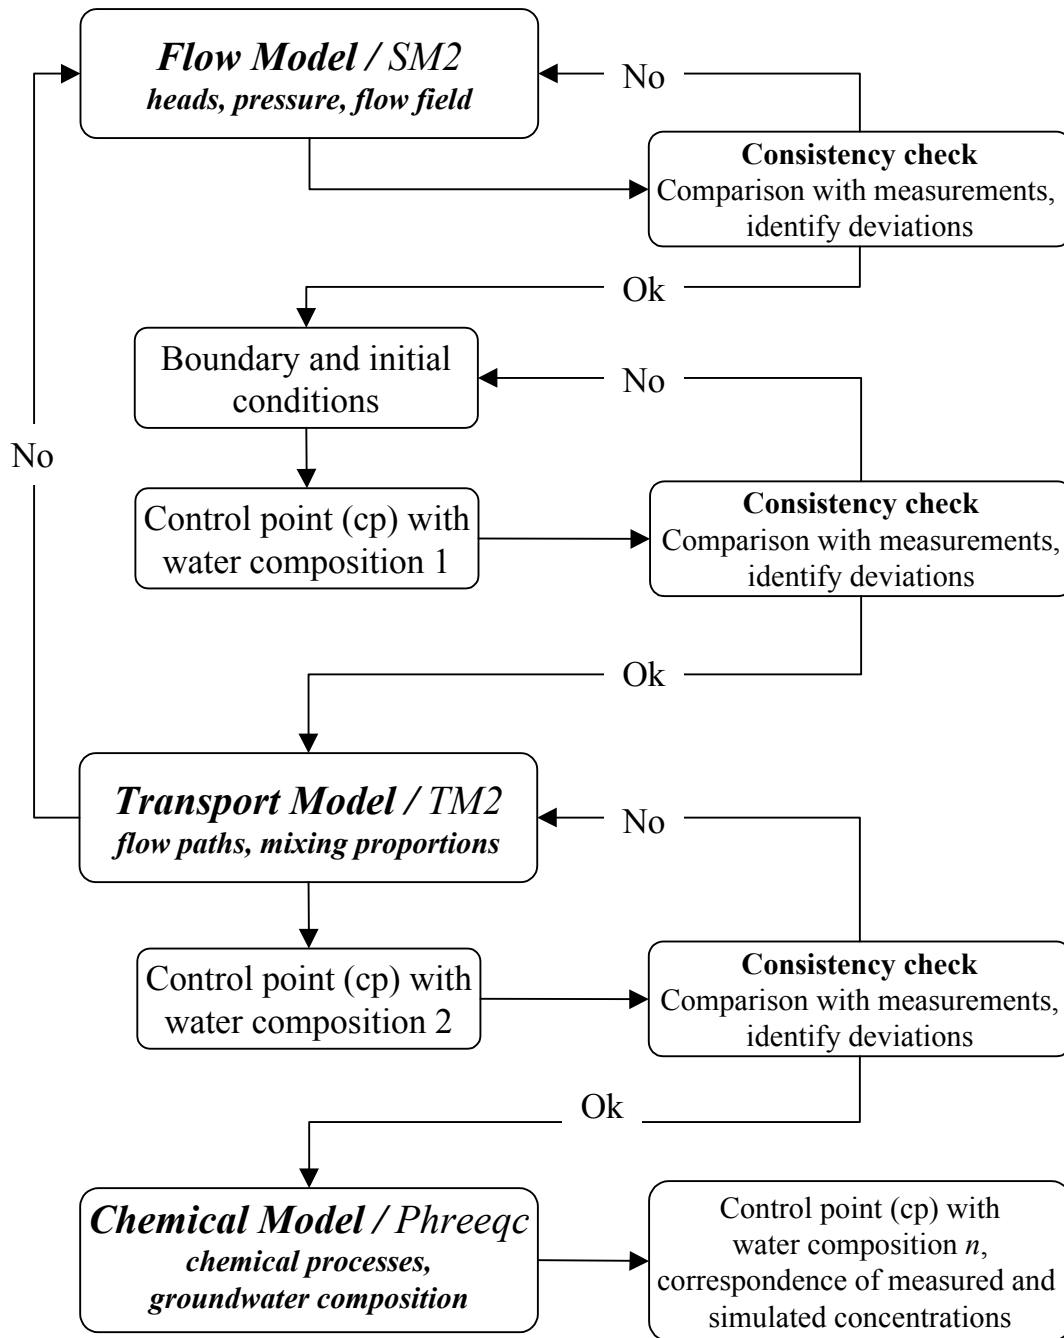 Flow Model / SM2
heads, pressure, flow field
No
Consistency check
Comparison with measurements,
identify deviations
Ok
Boundary and initial
conditions
No
No
Control point (cp) with
water composition 1
Consistency check
Comparison with measurements,
identify deviations
Ok
Transport Model / TM2
flow paths, mixing proportions
No
Control point (cp) with
water composition 2
Consistency check
Comparison with measurements,
identify deviations
Ok
Chemical Model / Phreeqc
chemical processes,
groundwater composition
Control point (cp) with
water composition n,
correspondence of measured and
simulated concentrations